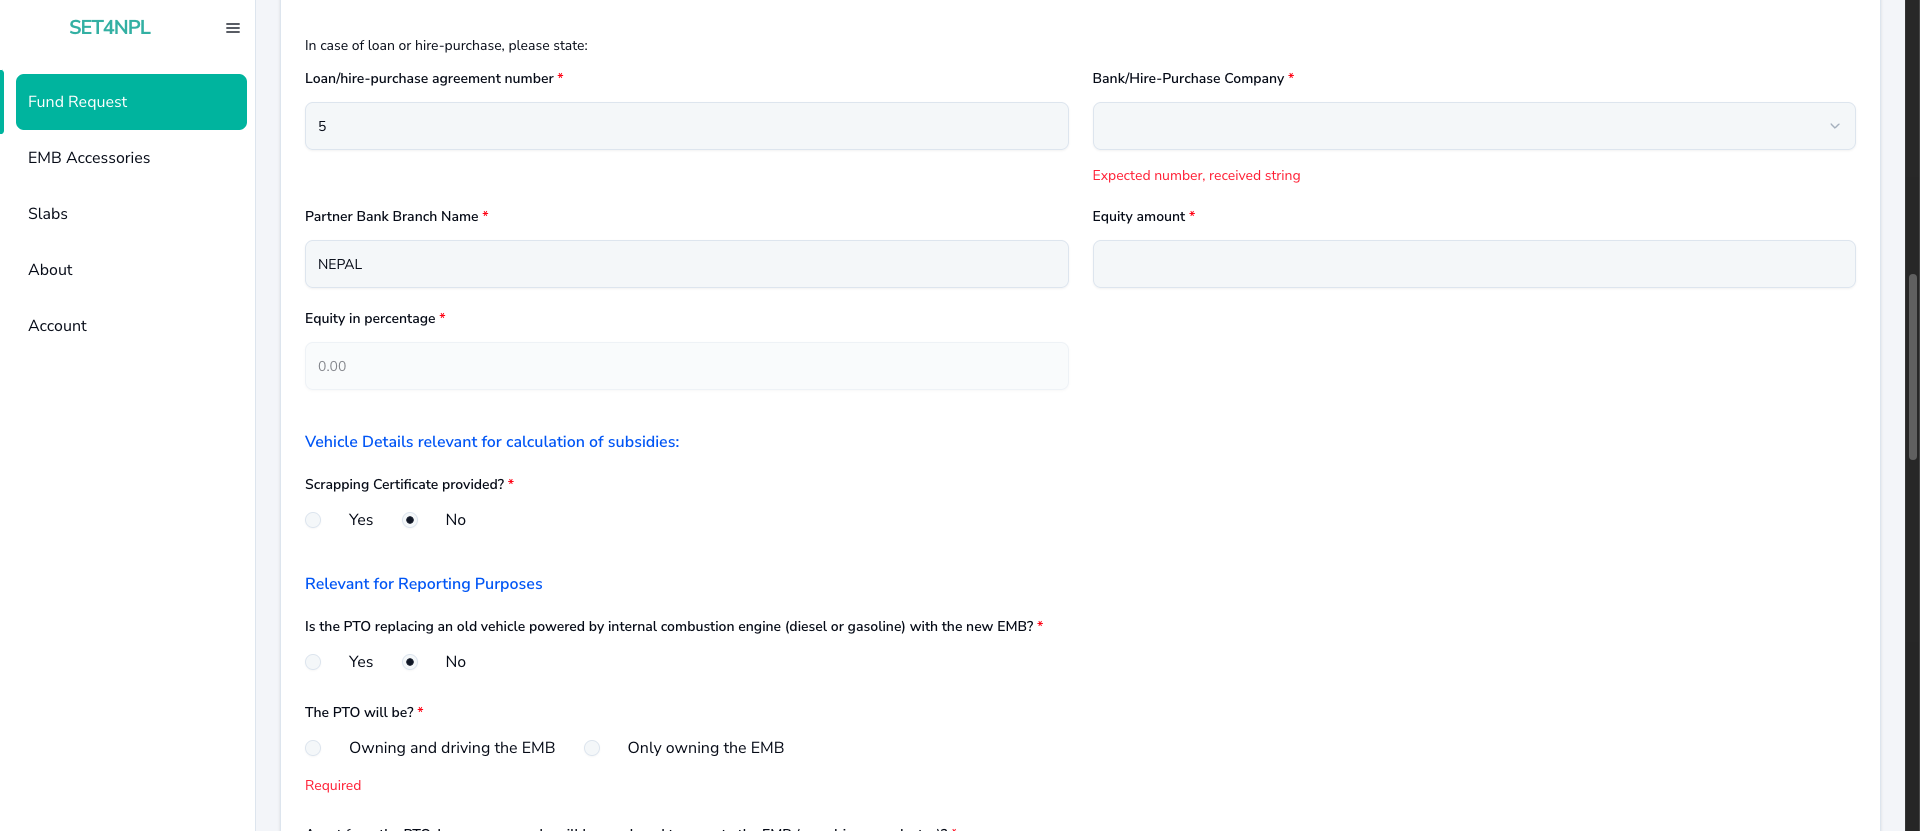 SET4NPL
Fund Request
EMB Accessories
Slabs
About
Account
In case of loan or hire-purchase, please state:
Loan/hire-purchase agreement number *
5
Bank/Hire-Purchase Company *
Expected number, received string
Partner Bank Branch Name *
NEPAL
Equity amount *
Equity in percentage *
0.00
Vehicle Details relevant for calculation of subsidies:
Scrapping Certificate provided? *
Yes No
Relevant for Reporting Purposes
Is the PTO replacing an old vehicle powered by internal combustion engine (diesel or gasoline) with the new EMB? *
Yes No
The PTO will be? *
Owning and driving the EMB Only owning the EMB
Required